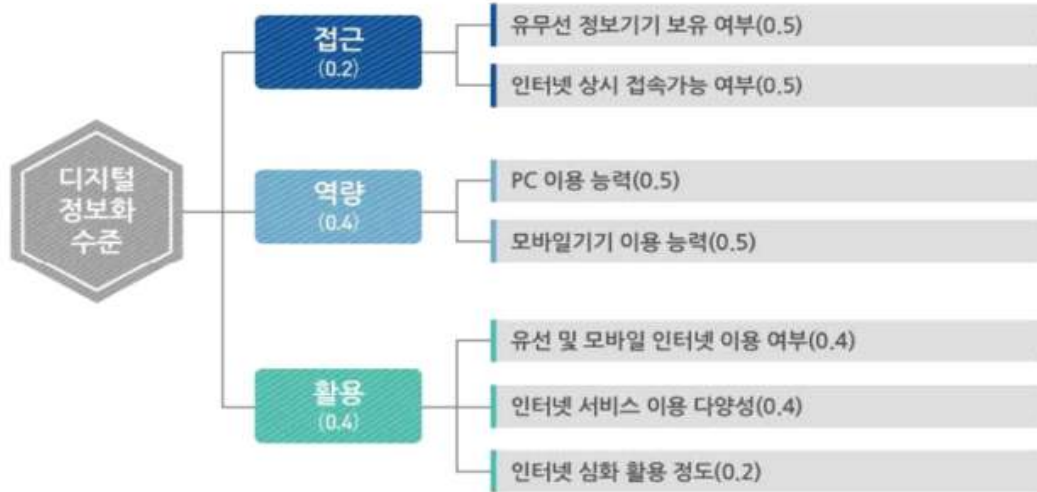 디지털
정보화
수준
접근
(0.2)
유무선 정보기기 보유 여부(0.5)
인터넷 상시 접속가능 여부(0.5)
역량
(0.4)
PC 이용 능력(0.5)
모바일기기 이용 능력(0.5)
활용
(0.4)
유선 및 모바일 인터넷 이용 여부(0.4)
인터넷 서비스 이용 다양성(0.4)
인터넷 심화 활용 정도(0.2)